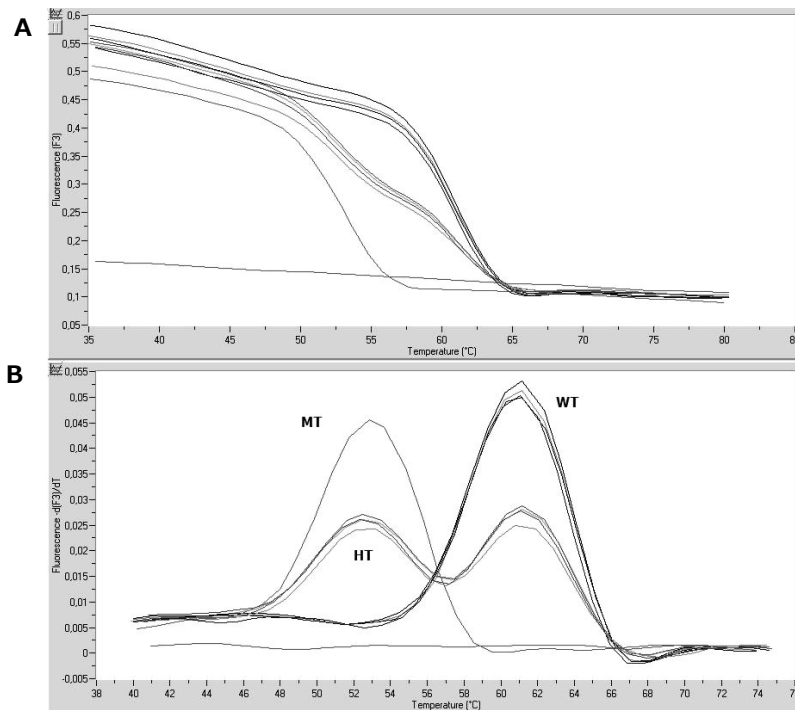 A
0,6
0,55
0,5
0,45
0,4
0,35
0,3
0,25
0,2
0,15
0,1
0,05
Fluorescence (F3)
35 40 45 50 55 60 65 70 75 80 85
Temperature (°C)
B
0,055
0,05
0,045
0,04
0,035
0,03
0,025
0,02
0,015
0,01
0,005
0
-0,005
Fluorescence -d(F3)/dT
MT
WT
HT
38 40 42 44 46 48 50 52 54 56 58 60 62 64 66 68 70 72 74 76
Temperature (°C)